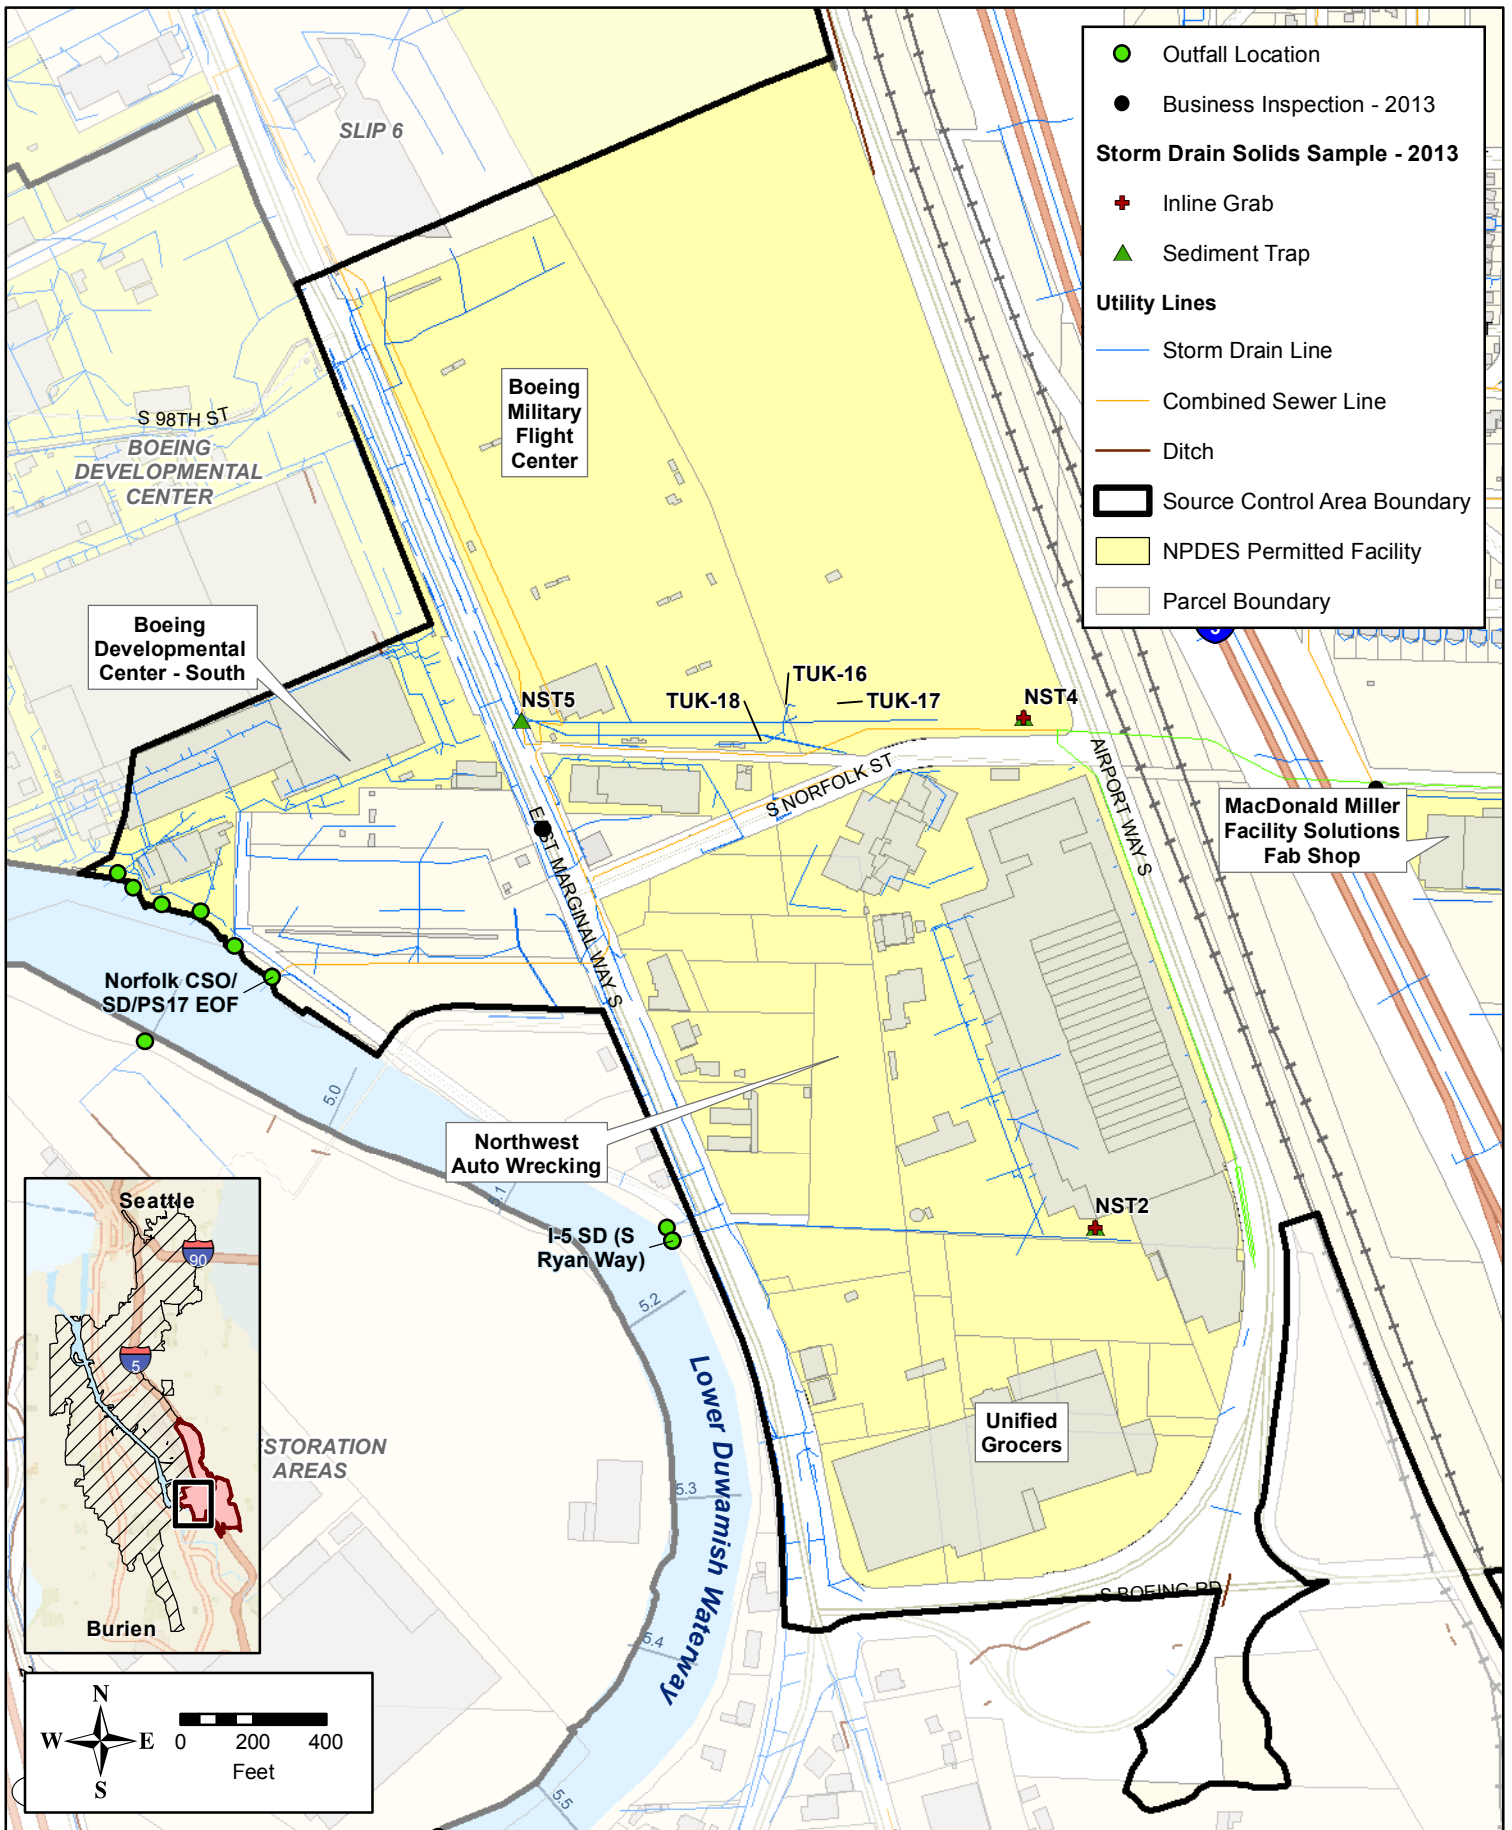 Outfall Location
Business Inspection - 2013
Storm Drain Solids Sample - 2013
Inline Grab
Sediment Trap
Utility Lines
Storm Drain Line
Combined Sewer Line
Ditch
Source Control Area Boundary
NPDES Permitted Facility
Parcel Boundary
SLIP 6
Boeing
Military
Flight
Center
S 98TH ST
BOEING
DEVELOPMENTAL
CENTER
Boeing
Developmental
Center - South
NST5
TUK-18
TUK-16
TUK-17
NST4
S NORFOLK ST
AIRPORT WAY S
MacDonald Miller
Facility Solutions
Fab Shop
EAST MARGINAL WAY S
Norfolk CSO/
SD/PS17 EOF
5.0
Northwest
Auto Wrecking
5.1
I-5 SD (S
Ryan Way)
NST2
5.2
Lower Duwamish Waterway
5.3
5.4
5.5
Unified
Grocers
S BOEING RD
STORATION
AREAS
Seattle
90
5
Burien
N
W E
S
0 200 400
Feet